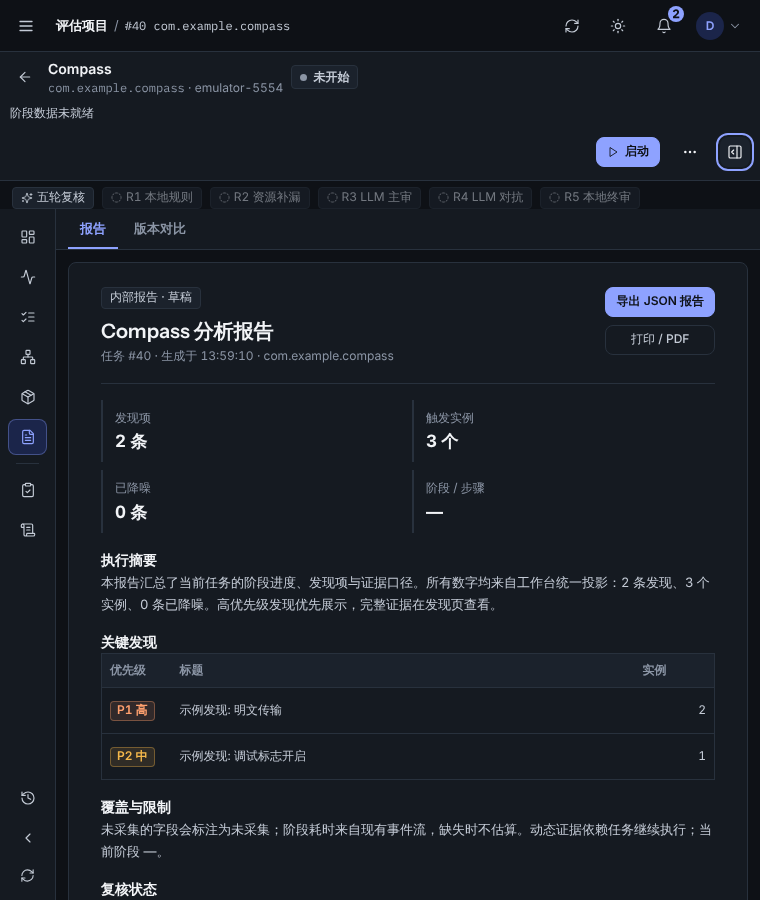 评估项目 / #40 com.example.compass
2
D
Compass
com.example.compass · emulator-5554
未开始
阶段数据未就绪
启动
五轮复核
R1 本地规则
R2 资源补漏
R3 LLM 主审
R4 LLM 对抗
R5 本地终审
报告
版本对比
内部报告 · 草稿
导出 JSON 报告
Compass 分析报告
打印 / PDF
任务 #40 · 生成于 13:59:10 · com.example.compass
发现项
2 条
触发实例
3 个
已降噪
0 条
阶段 / 步骤
—
执行摘要
本报告汇总了当前任务的阶段进度、发现项与证据口径。所有数字均来自工作台统一投影：2 条发现、3 个
实例、0 条已降噪。高优先级发现优先展示，完整证据在发现页查看。
关键发现
优先级 标题 实例
P1 高 示例发现: 明文传输 2
P2 中 示例发现: 调试标志开启 1
覆盖与限制
未采集的字段会标注为未采集；阶段耗时来自现有事件流，缺失时不估算。动态证据依赖任务继续执行；当
前阶段 —。
复核状态